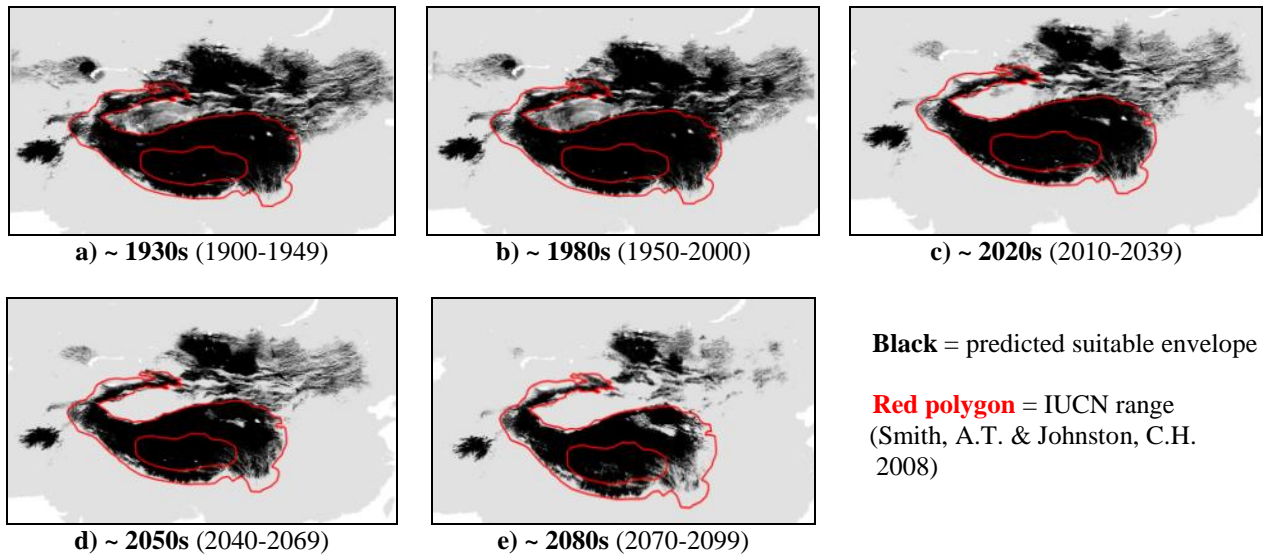 a) ~ 1930s (1900-1949)
b) ~ 1980s (1950-2000)
c) ~ 2020s (2010-2039)
d) ~ 2050s (2040-2069)
e) ~ 2080s (2070-2099)
Black = predicted suitable envelope
Red polygon = IUCN range
(Smith, A.T. & Johnston, C.H.
2008)